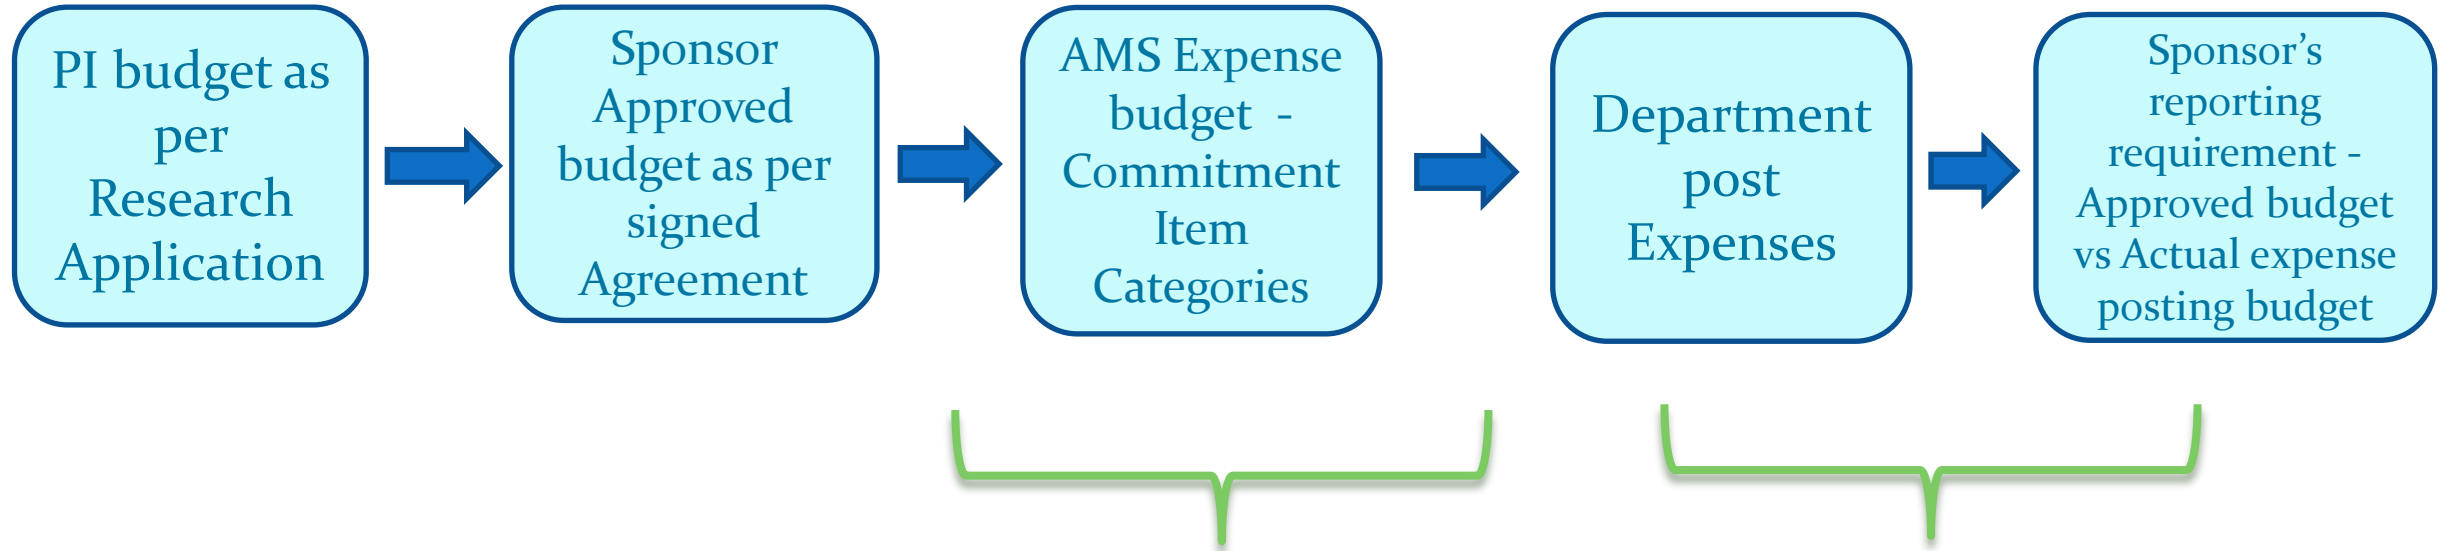 PI budget as
per
Research
Application
Sponsor
Approved
budget as per
signed
Agreement
AMS Expense
budget -
Commitment
Item
Categories
Department
post
Expenses
Sponsor’s
reporting
requirement -
Approved budget
vs Actual expense
posting budget